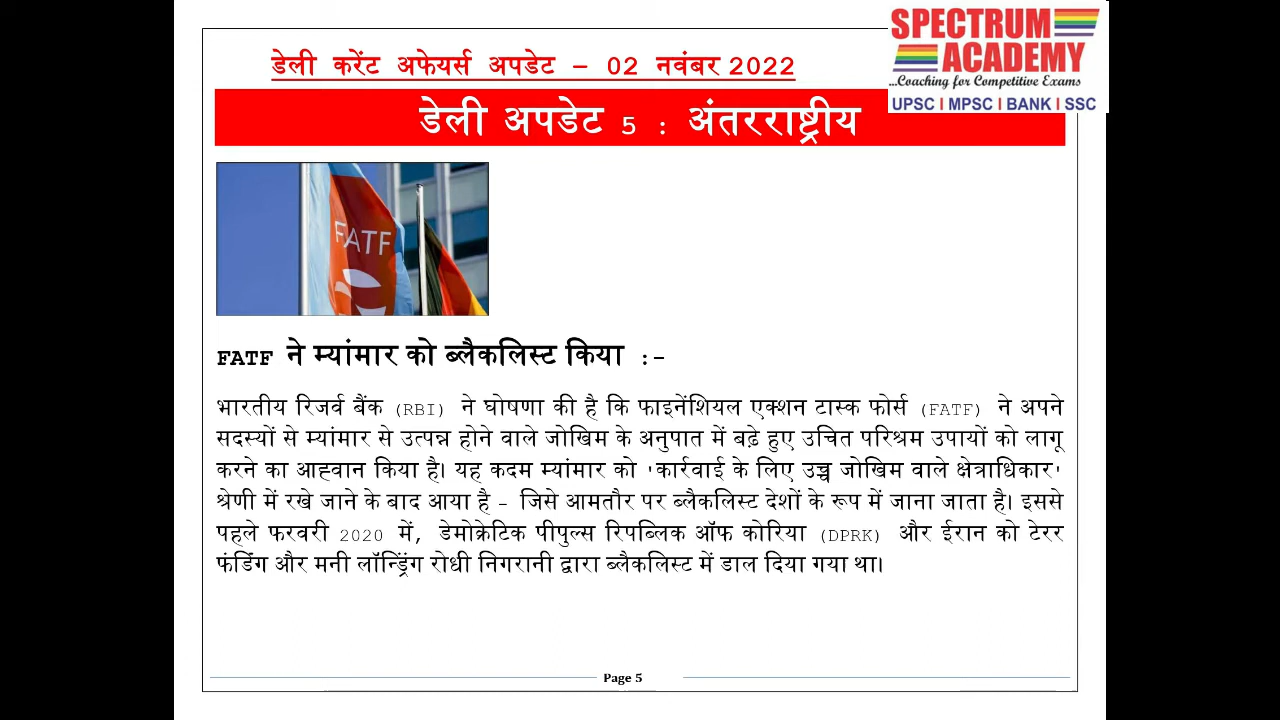 SPECTRUM
ACADEMY
...Coaching for Competitive Exams
UPSC I MPSC I BANK I SSC
डेली करेंट अफेयर्स अपडेट – 02 नवंबर 2022
डेली अपडेट 5 : अंतरराष्ट्रीय
FATF
FATF ने म्यांमार को ब्लैकलिस्ट किया :-
भारतीय रिजर्व बैंक (RBI) ने घोषणा की है कि फाइनेंशियल एक्शन टास्क फोर्स (FATF) ने अपने
सदस्यों से म्यांमार से उत्पन्न होने वाले जोखिम के अनुपात में बढ़े हुए उचित परिश्रम उपायों को लागू
करने का आह्वान किया है। यह कदम म्यांमार को 'कार्रवाई के लिए उच्च जोखिम वाले क्षेत्राधिकार'
श्रेणी में रखे जाने के बाद आया है - जिसे आमतौर पर ब्लैकलिस्ट देशों के रूप में जाना जाता है। इससे
पहले फरवरी 2020 में, डेमोक्रेटिक पीपुल्स रिपब्लिक ऑफ कोरिया (DPRK) और ईरान को टेरर
फंडिंग और मनी लॉन्ड्रिंग रोधी निगरानी द्वारा ब्लैकलिस्ट में डाल दिया गया था।
Page 5